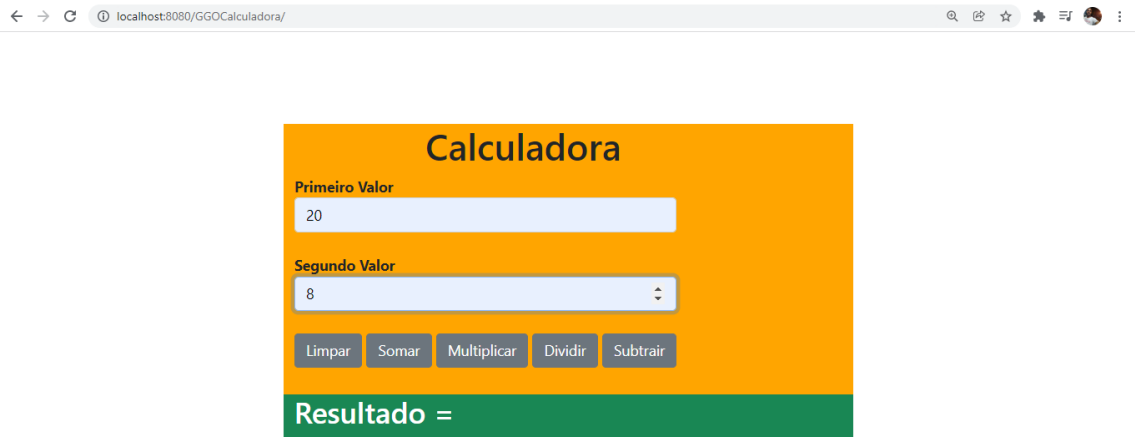 localhost:8080/GGOCalculadora/
Calculadora
Primeiro Valor
20
Segundo Valor
8
Limpar Somar Multiplicar Dividir Subtrair
Resultado =